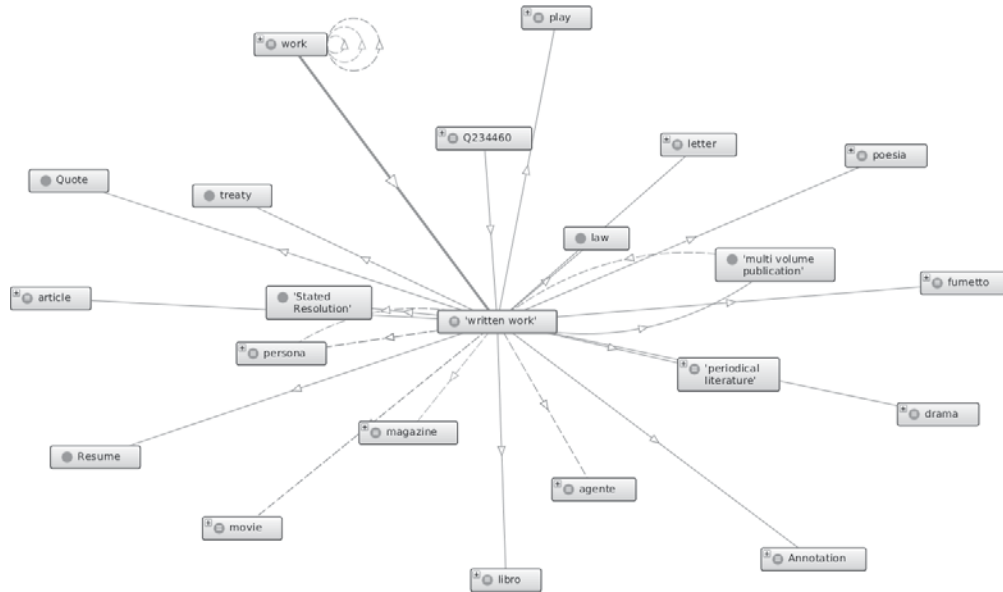 play
work
Q234460
letter
poesia
Quote
treaty
law
'multi volume
publication'
fumetto
article
'Stated
Resolution'
'written work'
persona
'periodical
literature'
drama
magazine
Resume
agente
movie
Annotation
libro